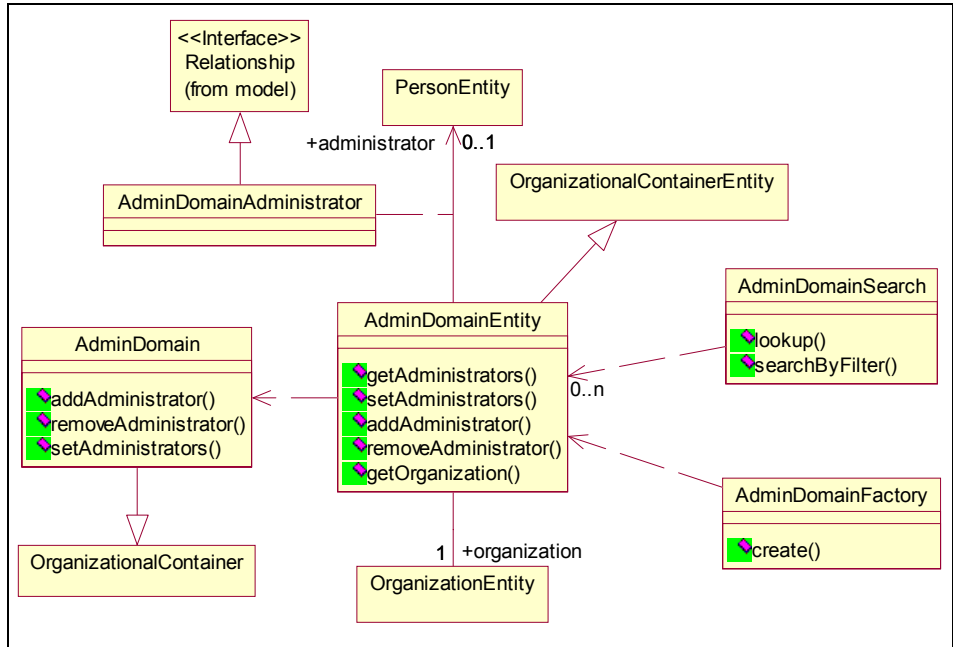 <<Interface>>
Relationship
(from model)
PersonEntity
+administrator
0..1
OrganizationalContainerEntity
AdminDomainAdministrator
AdminDomainSearch
lookup()
searchByFilter()
AdminDomainEntity
getAdministrators()
setAdministrators()
addAdministrator()
removeAdministrator()
getOrganization()
0..n
AdminDomain
addAdministrator()
removeAdministrator()
setAdministrators()
AdminDomainFactory
create()
OrganizationalContainer
1
+organization
OrganizationEntity